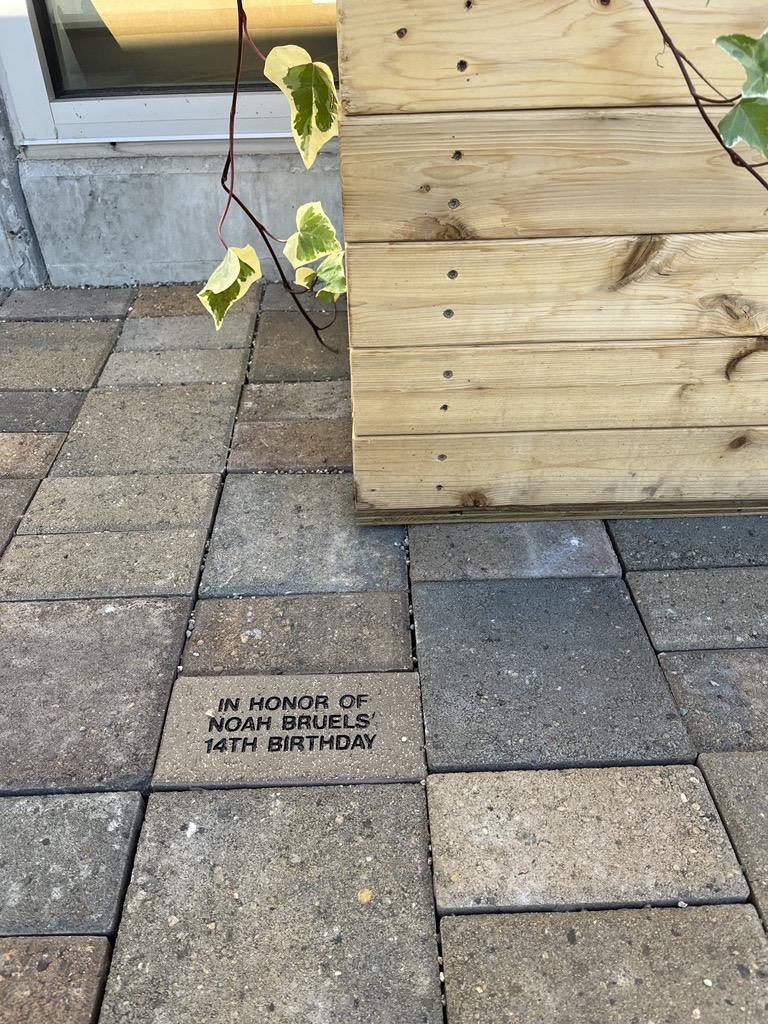 IN HONOR OF
NOAH BRUELS'
14TH BIRTHDAY